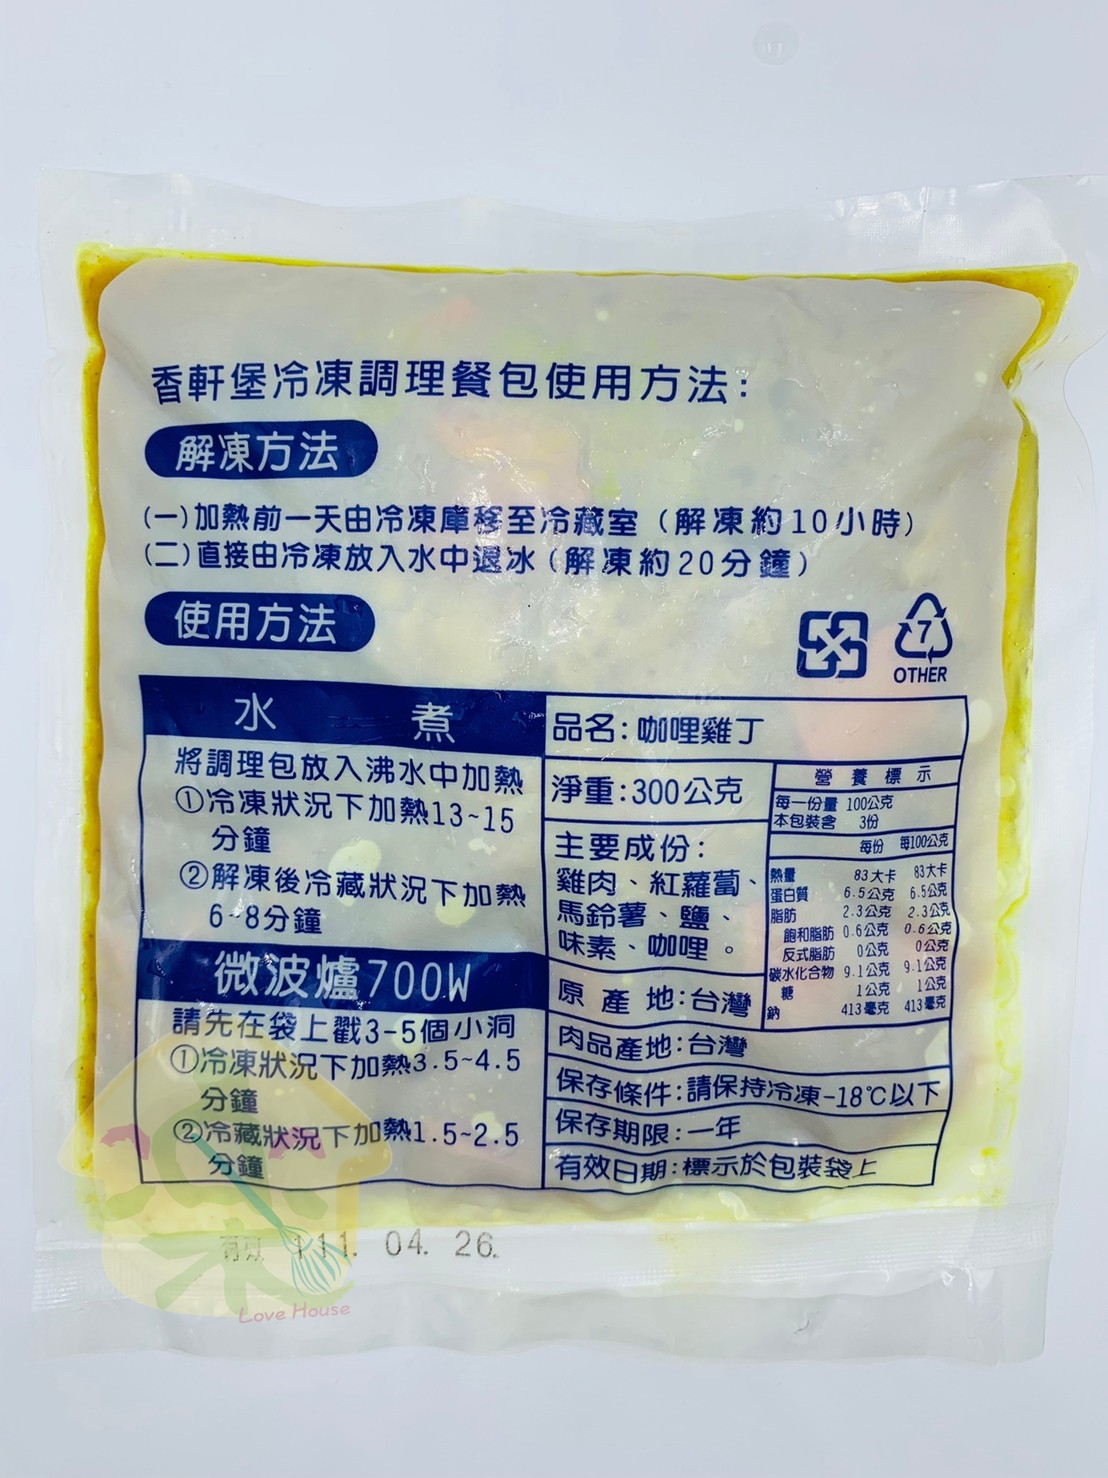 香軒堡冷凍調理餐包使用方法：
解凍方法
(一)加熱前一天由冷凍庫移至冷藏室（解凍約10小時）
(二)直接由冷凍放入水中退冰（解凍約20分鐘）
使用方法
7
OTHER
水 煮
將調理包放入沸水中加熱
①冷凍狀況下加熱13~15
分鐘
②解凍後冷藏狀況下加熱
6-8分鐘
微波爐700W
請先在袋上戳3-5個小洞
①冷凍狀況下加熱3.5~4.5
分鐘
②冷藏狀況下加熱1.5~2.5
分鐘
品名：咖哩雞丁
淨重：300公克
主要成份：
雞肉、紅蘿蔔、
馬鈴薯、鹽、
味素、咖哩。
原產地：台灣
營養標示
每一份量 100公克
本包裝含 3份
每份 每100公克
熱量 83大卡 83大卡
蛋白質 6.5公克 6.5公克
脂肪 2.3公克 2.3公克
飽和脂肪 0.6公克 0.6公克
反式脂肪 0公克 0公克
碳水化合物 9.1公克 9.1公克
糖 1公克 1公克
鈉 413毫克 413毫克
肉品產地：台灣
保存條件：請保持冷凍-18℃以下
保存期限：一年
有效日期：標示於包裝袋上
有效 111. 04. 26.
Love House